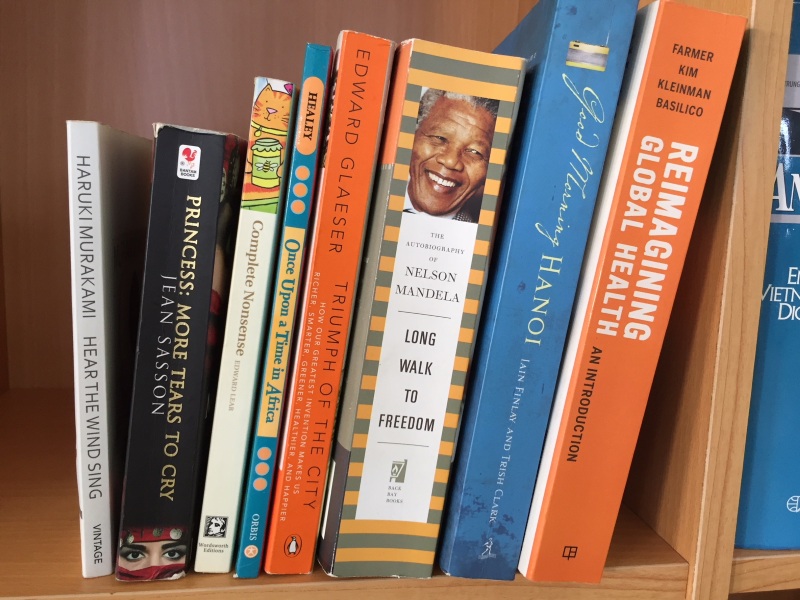 HARUKI MURAKAMI HEAR THE WIND SING
VINTAGE
BANTAM BOOKS
PRINCESS: MORE TEARS TO CRY
JEAN SASSON
Complete Nonsense EDWARD LEAR
Wordsworth
Editions
HEALEY
Once Upon a Time in Africa
ORBIS
EDWARD GLAESER TRIUMPH OF THE CITY
HOW OUR GREATEST INVENTION MAKES US
RICHER, SMARTER, GREENER, HEALTHIER, AND HAPPIER
THE
AUTOBIOGRAPHY
OF
NELSON
MANDELA
LONG
WALK
TO
FREEDOM
BACK
BAY
BOOKS
Good Morning HANOI
IAIN FINLAY AND TRISH CLARK
FARMER
KIM
KLEINMAN
BASILICO
REIMAGINING
GLOBAL HEALTH
AN INTRODUCTION